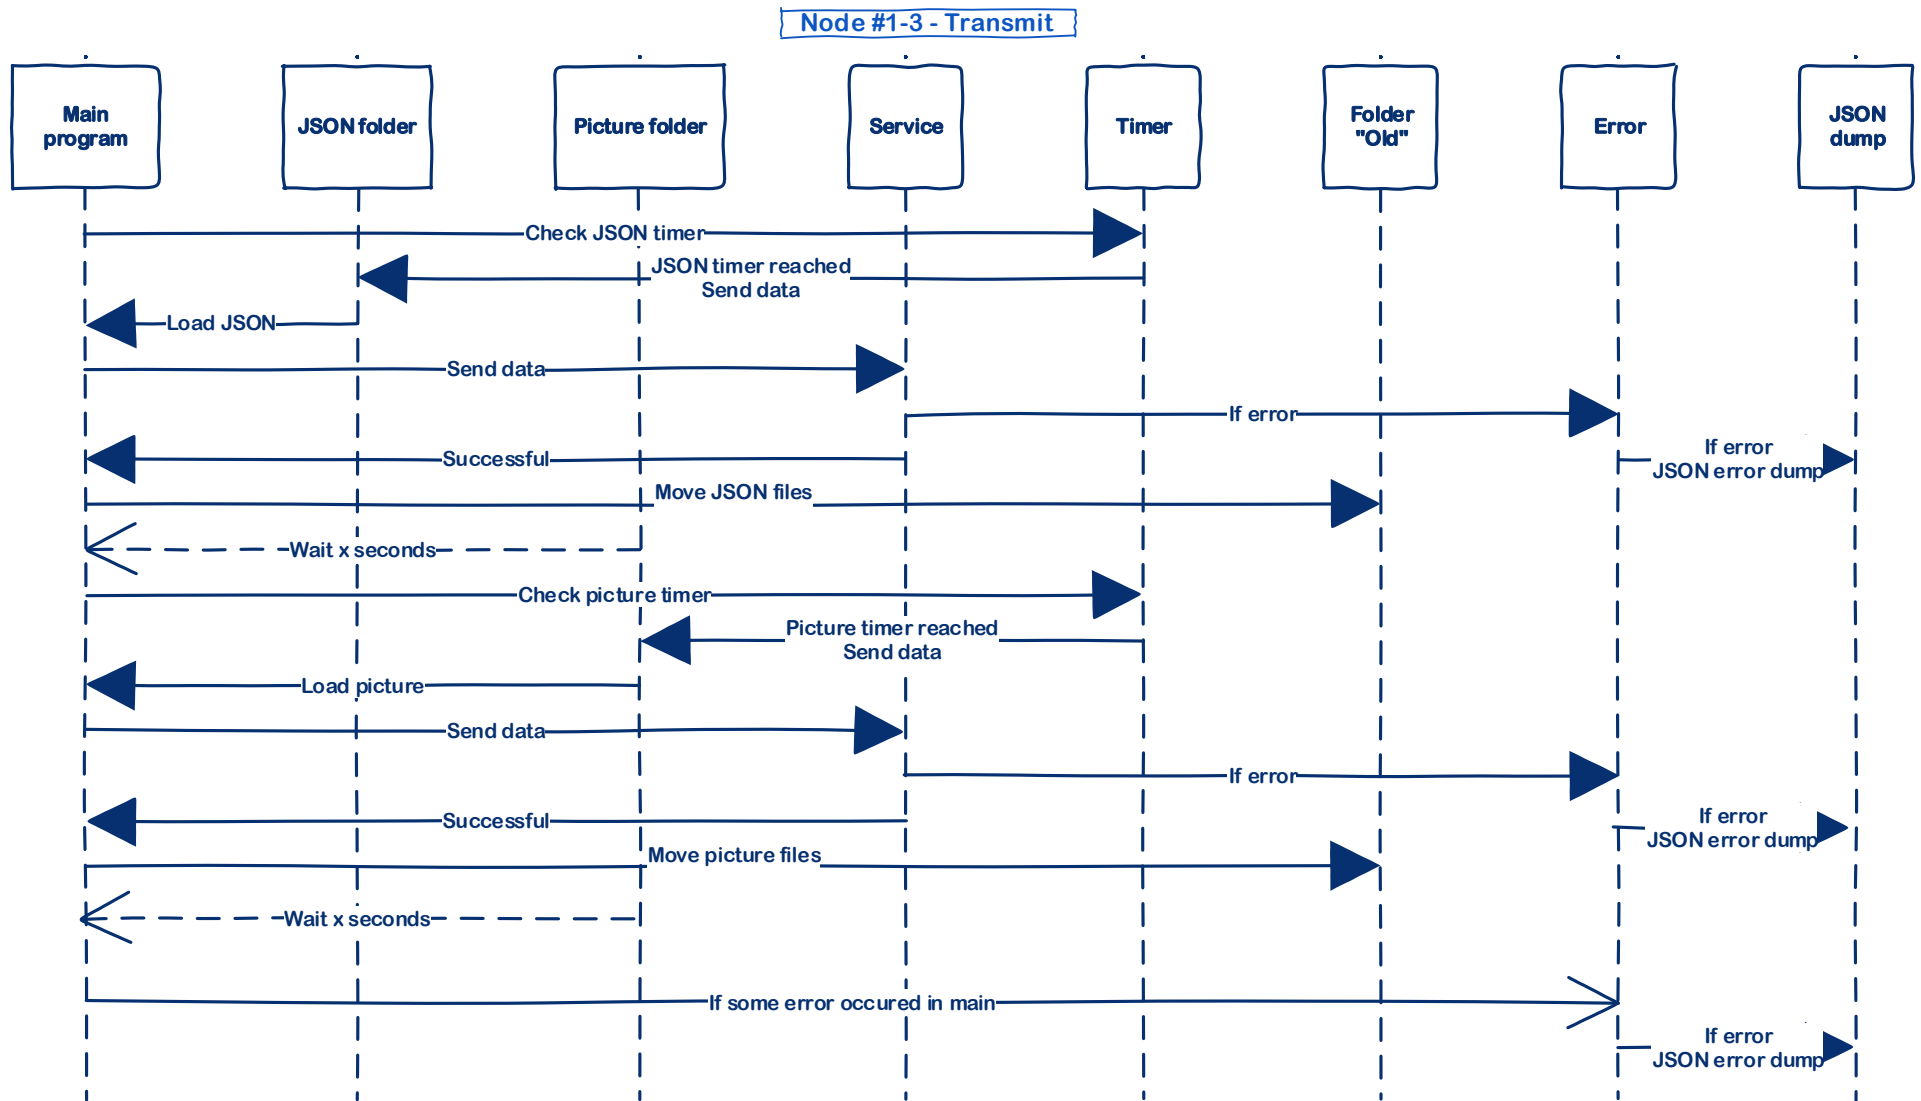 Node #1-3 - Transmit
Main
program
JSON folder
Picture folder
Service
Timer
Folder
"Old"
Error
JSON
dump
Check JSON timer
JSON timer reached
Send data
Load JSON
Send data
If error
Successful
If error
JSON error dump
Move JSON files
Wait x seconds
Check picture timer
Picture timer reached
Send data
Load picture
Send data
If error
Successful
If error
JSON error dump
Move picture files
Wait x seconds
If some error occured in main
If error
JSON error dump